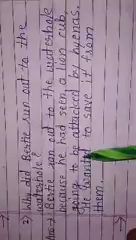 2) Why did Bertie run out to the
waterhole?
Ans → Bertie ran out to the waterhole
because he had seen a lion cub,
going to be attacked by hyenas.
He wanted to save it from
them.